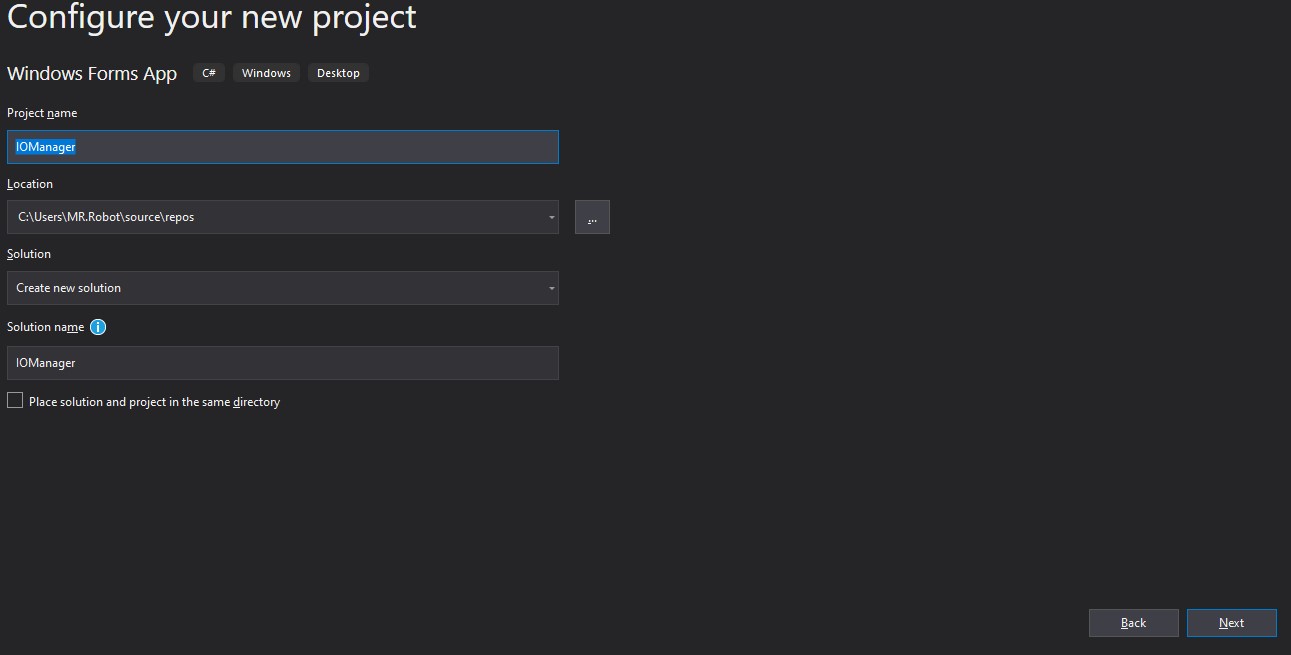 Configure your new project
Windows Forms App C# Windows Desktop
Project name
IOManager
Location
C:\Users\MR.Robot\source\repos
...
Solution
Create new solution
Solution name i
IOManager
Place solution and project in the same directory
Back Next